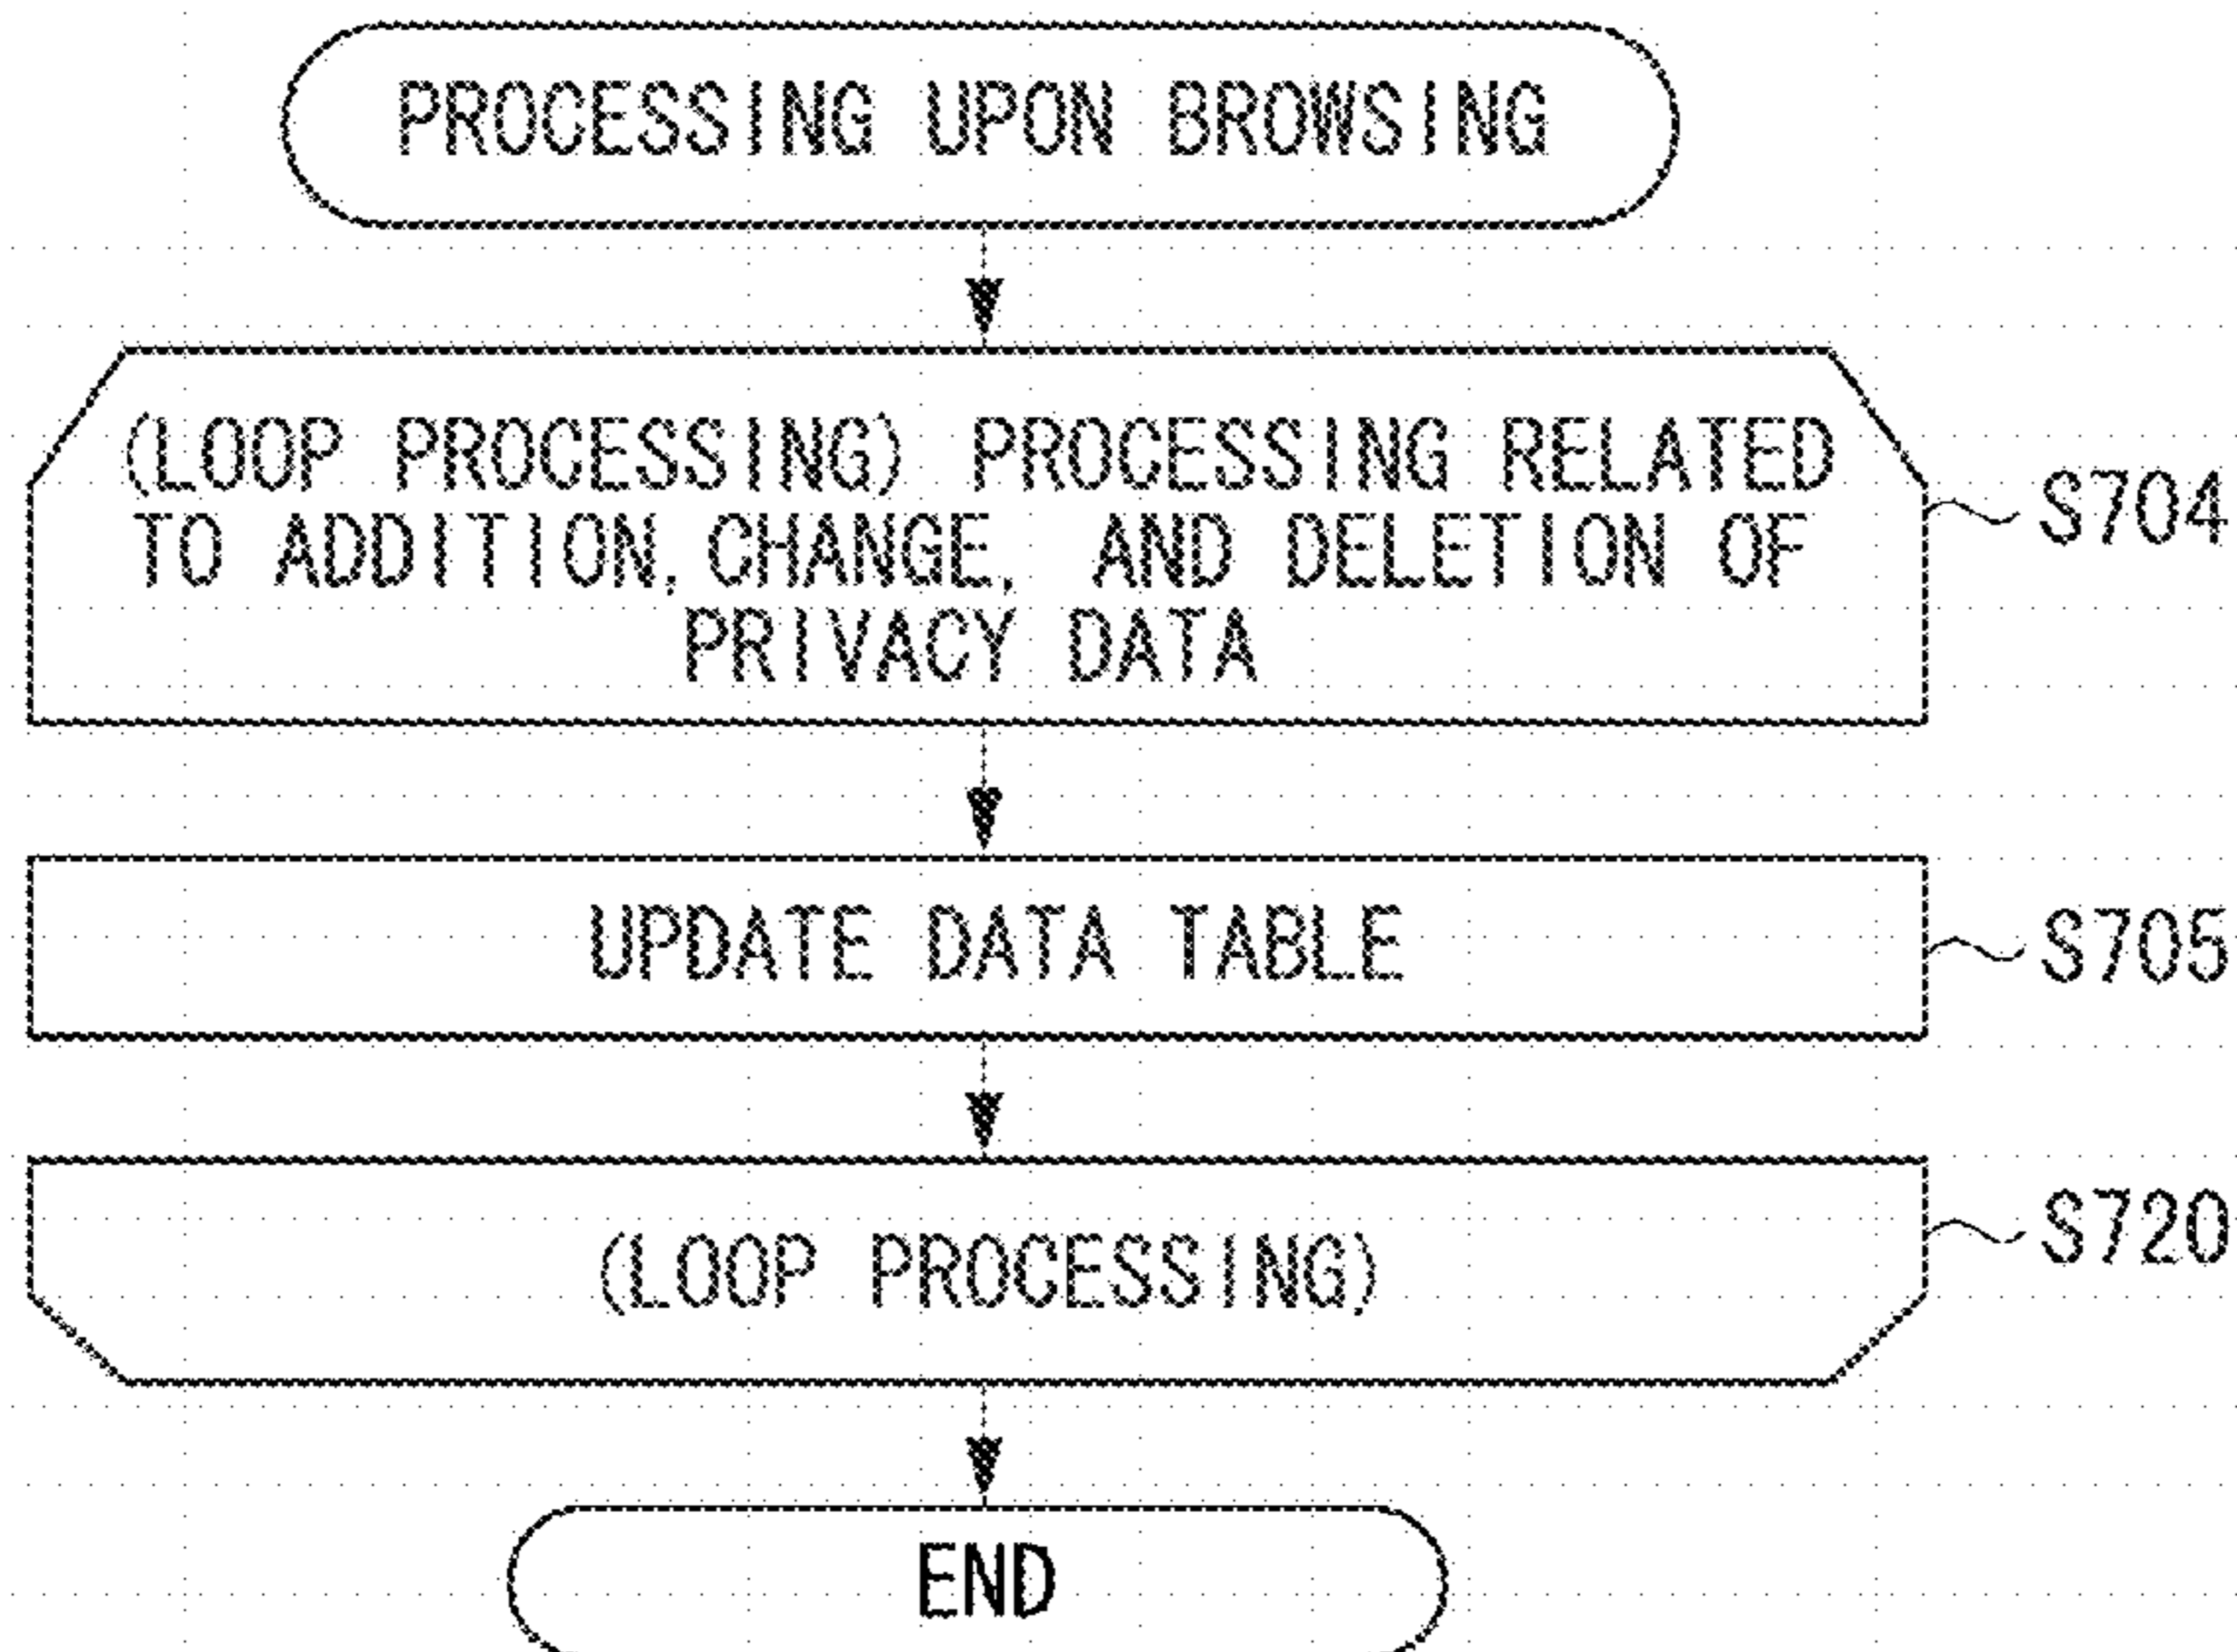 PROCESSING UPON BROWSING
(LOOP PROCESSING) PROCESSING RELATED
TO ADDITION, CHANGE, AND DELETION OF
PRIVACY DATA
S704
UPDATE DATA TABLE
S705
(LOOP PROCESSING)
S720
END